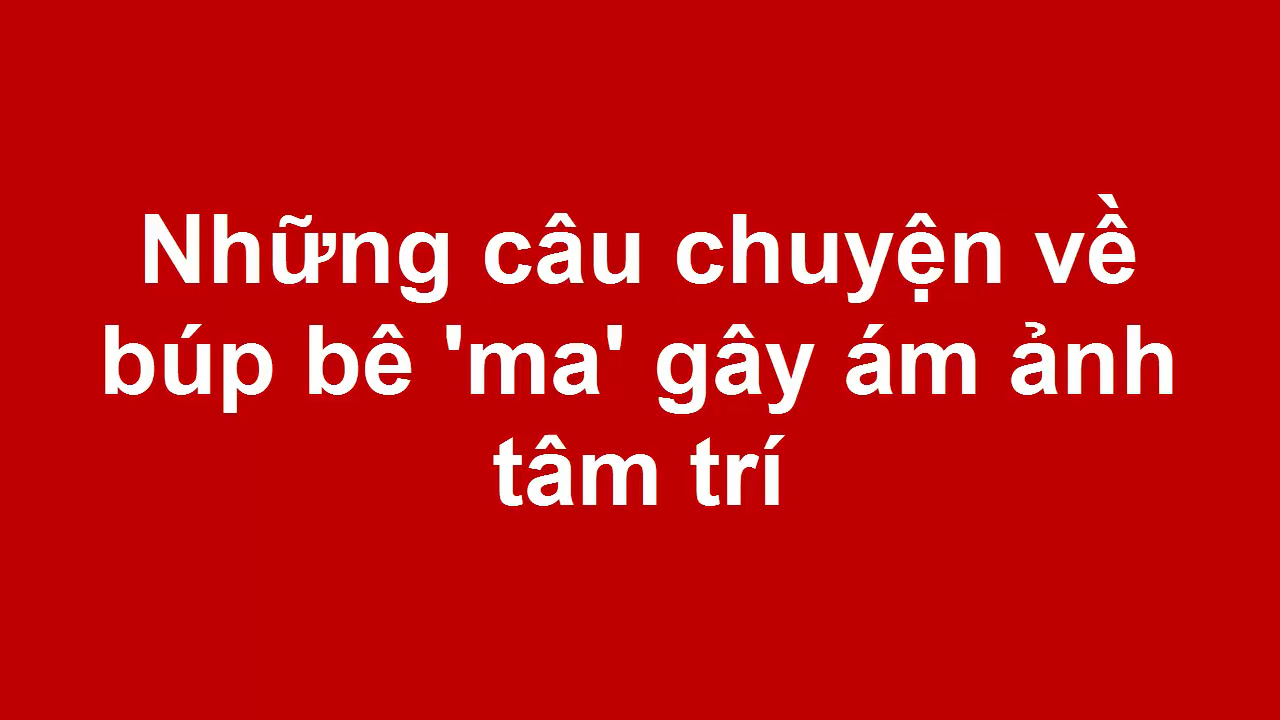 Những câu chuyện về
búp bê 'ma' gây ám ảnh
tâm trí